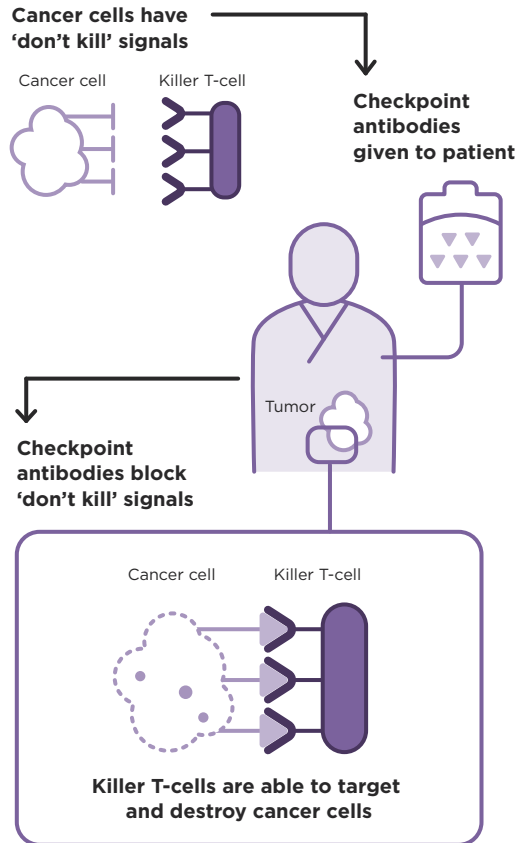 Cancer cells have
‘don’t kill’ signals
Cancer cell
Killer T-cell
Checkpoint
antibodies
given to patient
Tumor
Checkpoint
antibodies block
‘don’t kill’ signals
Cancer cell
Killer T-cell
Killer T-cells are able to target
and destroy cancer cells